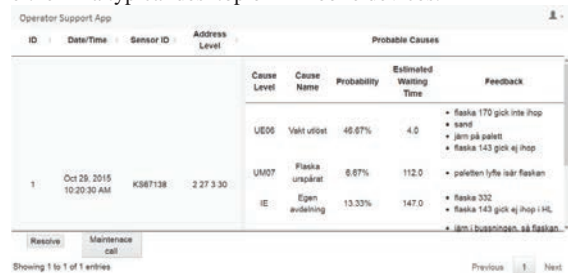 Operator Support App
ID Date/Time Sensor ID Address Level Probable Causes
Cause Level Cause Name Probability Estimated Waiting Time Feedback
UE06 Vakt utlöst 46.67% 4.0
• flaska 170 gick inte ihop
• sand
• järn på palett
• flaska 143 gick ej ihop
UM07 Flaska urspårat 6.67% 112.0
• paletten lyfte isär flaskan
1 Oct 29, 2015 10:20:30 AM KS67138 2 27 3 30
IE Egen avdelning 13.33% 147.0
• flaska 332
• flaska 143 gick ej ihop i HL
• järn i bussningen, så flaskan
Resolve Maintenace call
Showing 1 to 1 of 1 entries Previous 1 Next